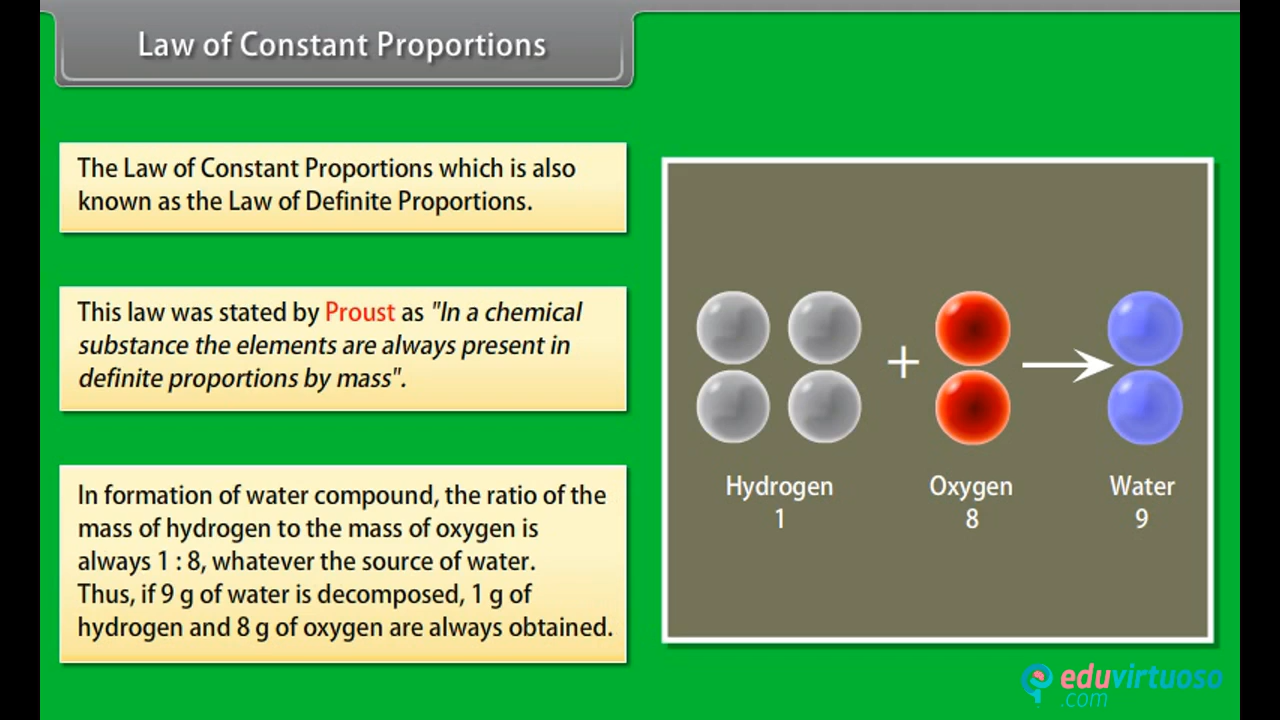 Law of Constant Proportions
The Law of Constant Proportions which is also
known as the Law of Definite Proportions.
This law was stated by Proust as "In a chemical
substance the elements are always present in
definite proportions by mass".
In formation of water compound, the ratio of the
mass of hydrogen to the mass of oxygen is
always 1 : 8, whatever the source of water.
Thus, if 9 g of water is decomposed, 1 g of
hydrogen and 8 g of oxygen are always obtained.
+
Hydrogen Oxygen Water
1 8 9
eduvirtuoso
.com